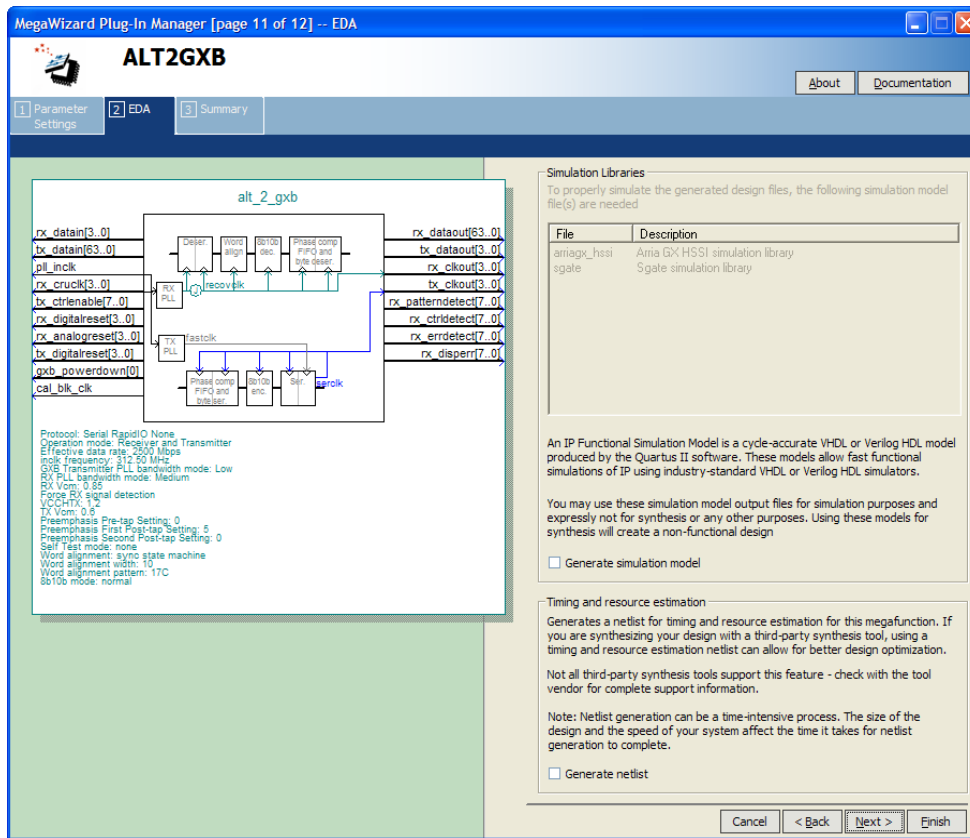 MegaWizard Plug-In Manager [page 11 of 12] -- EDA
ALT2GXB
About
Documentation
1 Parameter Settings
2 EDA
3 Summary
alt_2_gxb
rx_datain[3..0]
tx_datain[63..0]
pll_inclk
rx_cruclk[3..0]
tx_ctrlenable[7..0]
rx_digitalreset[3..0]
rx_analogreset[3..0]
tx_digitalreset[3..0]
gxb_powerdown[0]
cal_blk_clk
Deser.
Word align
8b10b dec.
Phase comp FIFO and byte deser.
RX PLL
recovclk
TX PLL
fastclk
Phase comp FIFO and byte ser.
8b10b enc.
Ser.
serclk
rx_dataout[63..0]
tx_dataout[3..0]
rx_clkout[3..0]
tx_clkout[3..0]
rx_patterndetect[7..0]
rx_ctrldetect[7..0]
rx_errdetect[7..0]
rx_disperr[7..0]
Protocol: Serial RapidIO None
Operation mode: Receiver and Transmitter
Effective data rate: 2500 Mbps
inclk frequency: 312.50 MHz
GXB Transmitter PLL bandwidth mode: Low
RX PLL bandwidth mode: Medium
RX Vcm: 0.85
Force RX signal detection
VCCHTX: 1.2
TX Vcm: 0.6
Preemphasis Pre-tap Setting: 0
Preemphasis First Post-tap Setting: 5
Preemphasis Second Post-tap Setting: 0
Self Test mode: none
Word alignment: sync state machine
Word alignment width: 10
Word alignment pattern: 17C
8b10b mode: normal
Simulation Libraries
To properly simulate the generated design files, the following simulation model
file(s) are needed
File Description
arriagx_hssi Arria GX HSSI simulation library
sgate Sgate simulation library
An IP Functional Simulation Model is a cycle-accurate VHDL or Verilog HDL model
produced by the Quartus II software. These models allow fast functional
simulations of IP using industry-standard VHDL or Verilog HDL simulators.
You may use these simulation model output files for simulation purposes and
expressly not for synthesis or any other purposes. Using these models for
synthesis will create a non-functional design
Generate simulation model
Timing and resource estimation
Generates a netlist for timing and resource estimation for this megafunction. If
you are synthesizing your design with a third-party synthesis tool, using a
timing and resource estimation netlist can allow for better design optimization.
Not all third-party synthesis tools support this feature - check with the tool
vendor for complete support information.
Note: Netlist generation can be a time-intensive process. The size of the
design and the speed of your system affect the time it takes for netlist
generation to complete.
Generate netlist
Cancel
< Back
Next >
Finish